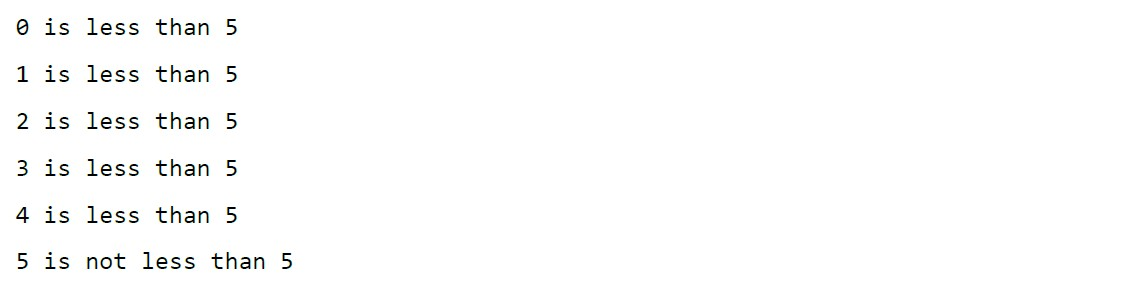 0 is less than 5
1 is less than 5
2 is less than 5
3 is less than 5
4 is less than 5
5 is not less than 5